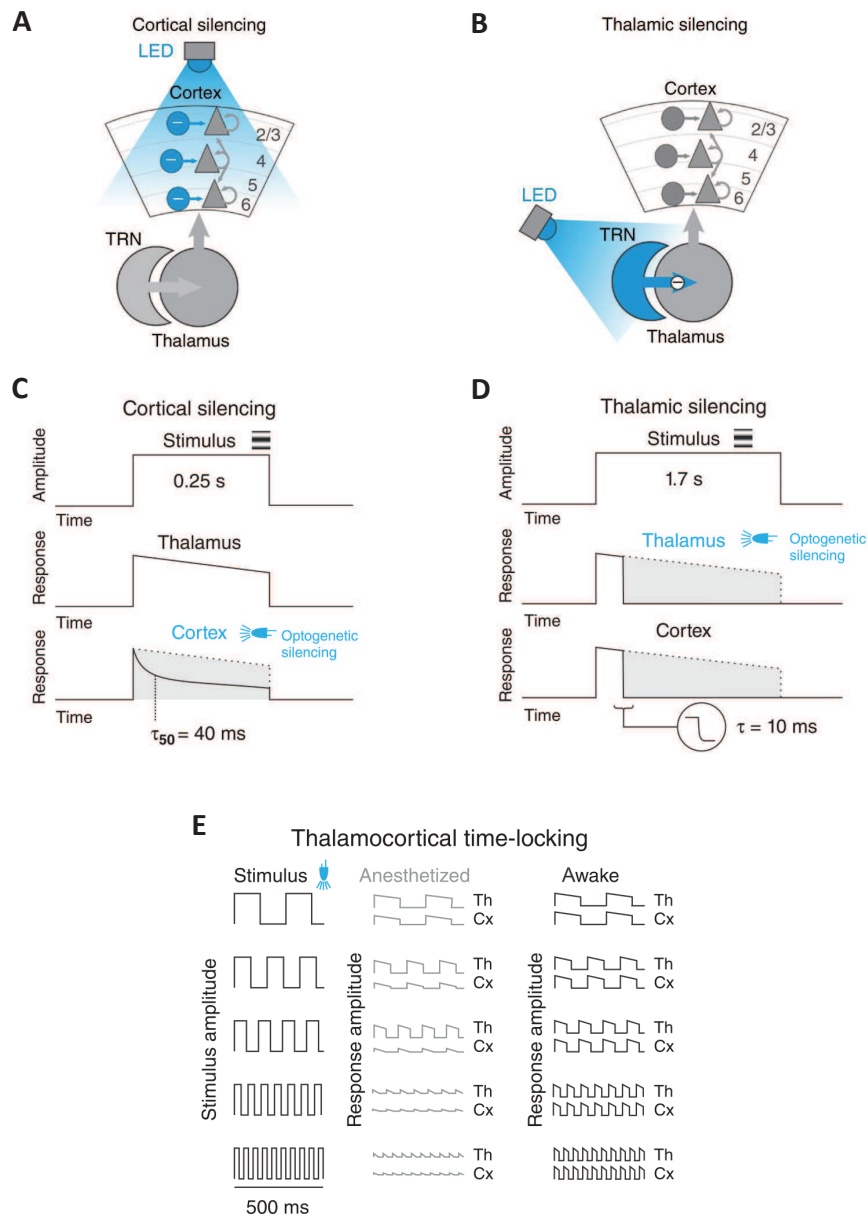 A
Cortical silencing
LED
Cortex
2/3
4
5
6
TRN
Thalamus
B
Thalamic silencing
Cortex
2/3
4
5
6
LED
TRN
Thalamus
C
Cortical silencing
Amplitude
Stimulus
0.25 s
Time
Response
Thalamus
Time
Response
Cortex
Optogenetic
silencing
Time
τ50 = 40 ms
D
Thalamic silencing
Amplitude
Stimulus
1.7 s
Time
Response
Thalamus
Optogenetic
silencing
Time
Response
Cortex
Time
τ = 10 ms
E
Thalamocortical time-locking
Stimulus
Anesthetized
Awake
Stimulus amplitude
Response amplitude
Response amplitude
Th
Cx
Th
Cx
Th
Cx
Th
Cx
Th
Cx
Th
Cx
Th
Cx
Th
Cx
Th
Cx
Th
Cx
500 ms